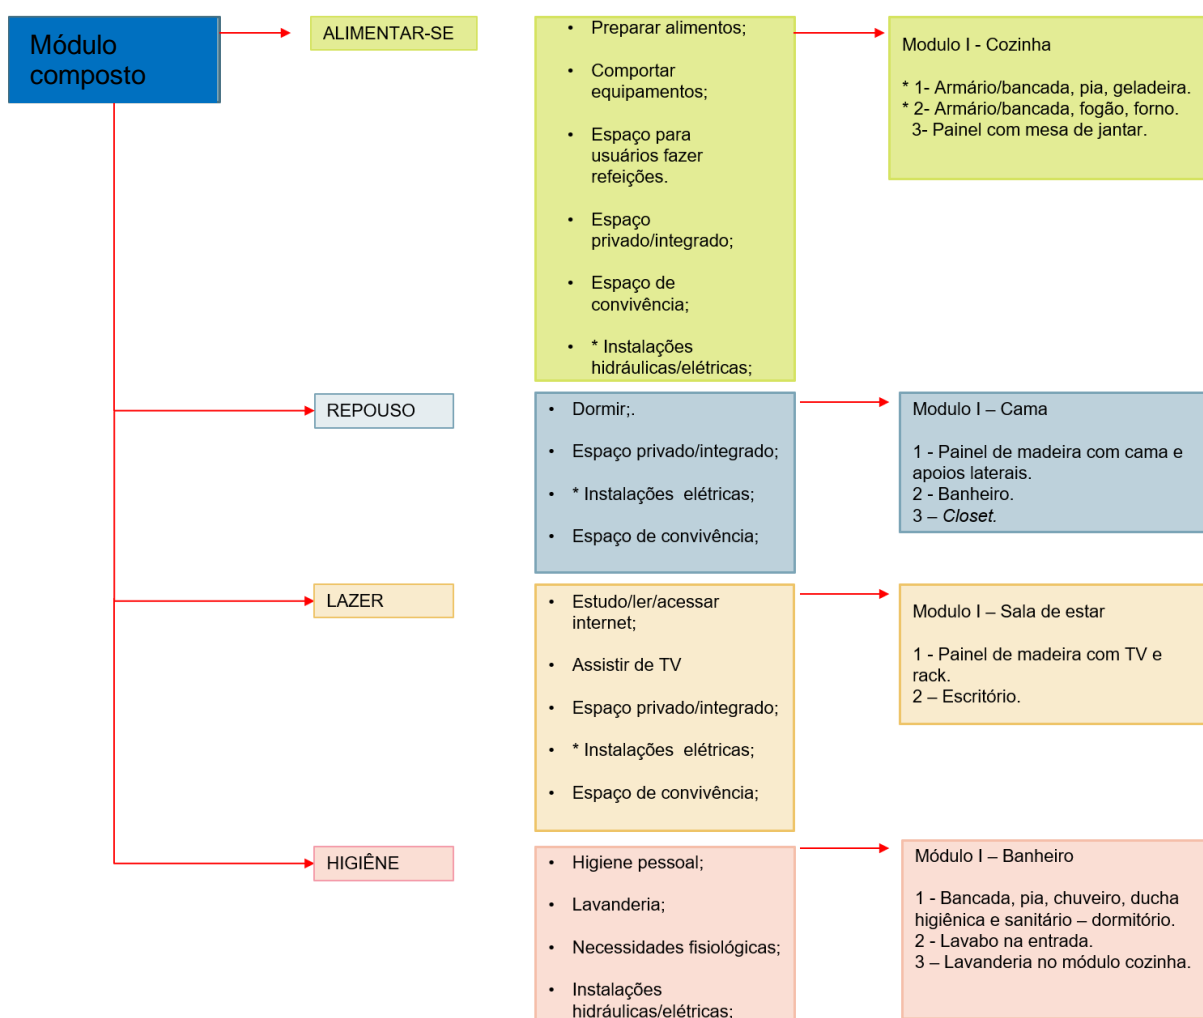 Módulo
composto
ALIMENTAR-SE
• Preparar alimentos;
• Comportar
equipamentos;
• Espaço para
usuários fazer
refeições.
• Espaço
privado/integrado;
• Espaço de
convivência;
• * Instalações
hidráulicas/elétricas;
Modulo I - Cozinha
* 1- Armário/bancada, pia, geladeira.
* 2- Armário/bancada, fogão, forno.
3- Painel com mesa de jantar.
REPOUSO
• Dormir;.
• Espaço privado/integrado;
• * Instalações elétricas;
• Espaço de convivência;
Modulo I – Cama
1 - Painel de madeira com cama e
apoios laterais.
2 - Banheiro.
3 – Closet.
LAZER
• Estudo/ler/acessar
internet;
• Assistir de TV
• Espaço privado/integrado;
• * Instalações elétricas;
• Espaço de convivência;
Modulo I – Sala de estar
1 - Painel de madeira com TV e
rack.
2 – Escritório.
HIGIÊNE
• Higiene pessoal;
• Lavanderia;
• Necessidades fisiológicas;
• Instalações
hidráulicas/elétricas;
Módulo I – Banheiro
1 - Bancada, pia, chuveiro, ducha
higiênica e sanitário – dormitório.
2 - Lavabo na entrada.
3 – Lavanderia no módulo cozinha.